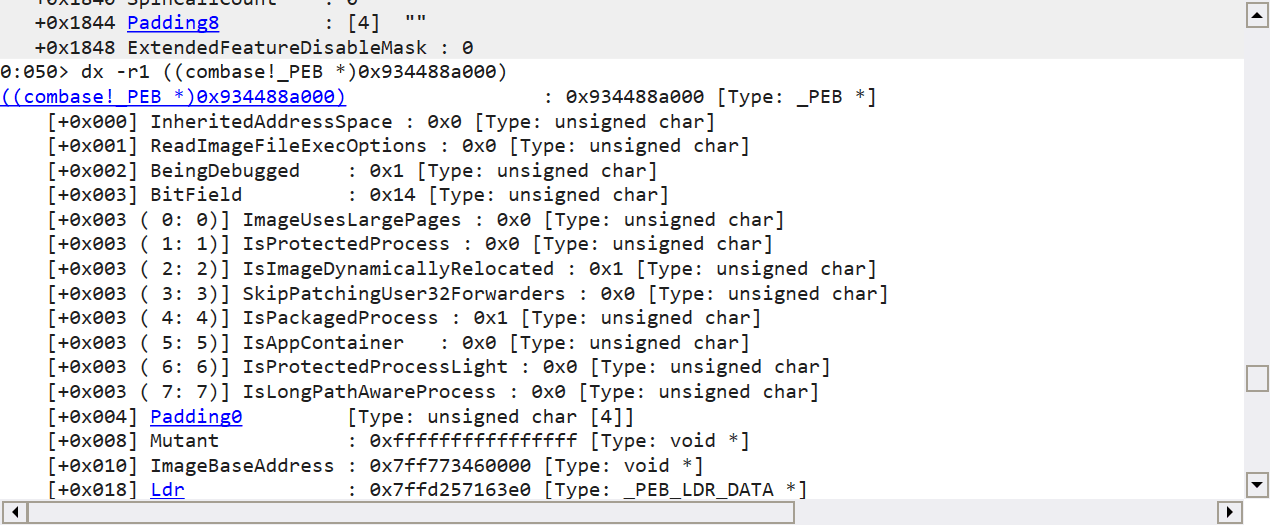 +0x1840 SpinCallCount : 0
+0x1844 Padding8 : [4] ""
+0x1848 ExtendedFeatureDisableMask : 0
0:050> dx -r1 ((combase!_PEB *)0x934488a000)
((combase!_PEB *)0x934488a000) : 0x934488a000 [Type: _PEB *]
[+0x000] InheritedAddressSpace : 0x0 [Type: unsigned char]
[+0x001] ReadImageFileExecOptions : 0x0 [Type: unsigned char]
[+0x002] BeingDebugged : 0x1 [Type: unsigned char]
[+0x003] BitField : 0x14 [Type: unsigned char]
[+0x003 ( 0: 0)] ImageUsesLargePages : 0x0 [Type: unsigned char]
[+0x003 ( 1: 1)] IsProtectedProcess : 0x0 [Type: unsigned char]
[+0x003 ( 2: 2)] IsImageDynamicallyRelocated : 0x1 [Type: unsigned char]
[+0x003 ( 3: 3)] SkipPatchingUser32Forwarders : 0x0 [Type: unsigned char]
[+0x003 ( 4: 4)] IsPackagedProcess : 0x1 [Type: unsigned char]
[+0x003 ( 5: 5)] IsAppContainer : 0x0 [Type: unsigned char]
[+0x003 ( 6: 6)] IsProtectedProcessLight : 0x0 [Type: unsigned char]
[+0x003 ( 7: 7)] IsLongPathAwareProcess : 0x0 [Type: unsigned char]
[+0x004] Padding0 [Type: unsigned char [4]]
[+0x008] Mutant : 0xffffffffffffffff [Type: void *]
[+0x010] ImageBaseAddress : 0x7ff773460000 [Type: void *]
[+0x018] Ldr : 0x7ffd257163e0 [Type: _PEB_LDR_DATA *]